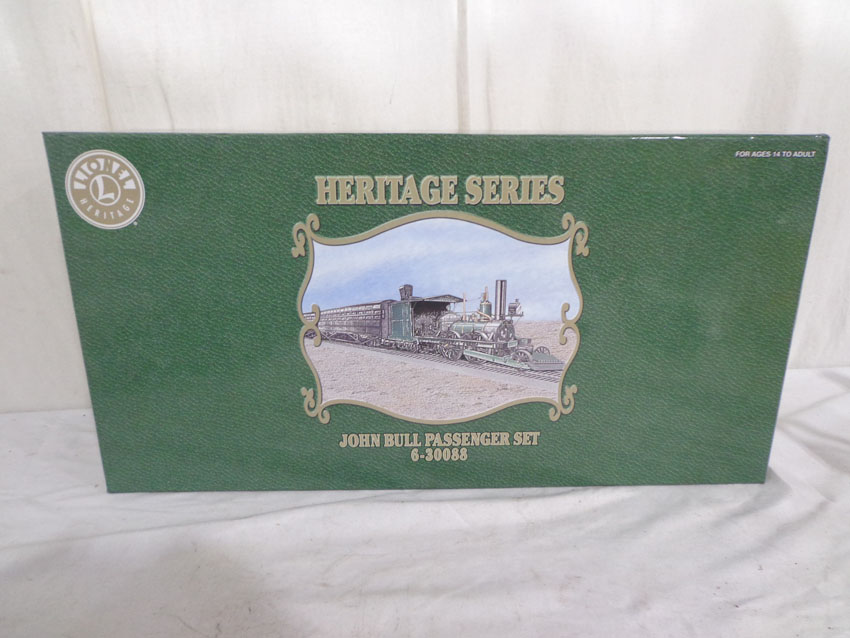 LIONEL
L
HERITAGE
FOR AGES 14 TO ADULT
HERITAGE SERIES
JOHN BULL PASSENGER SET
6-30088